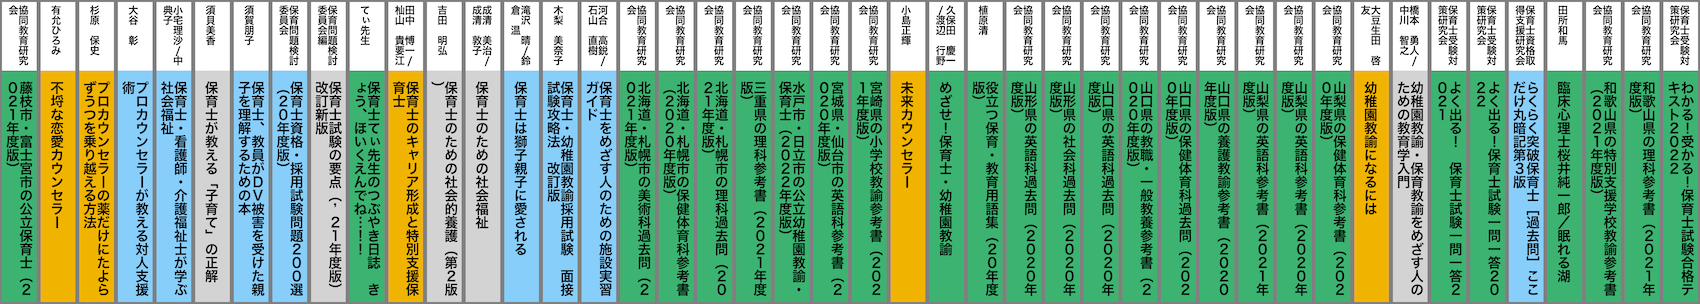 保育士受験対
策研究会
わかる！受かる！保育士試験合格テ
キスト２０２２
協同教育研究
会
和歌山県の理科参考書（２０２１年
度版）
協同教育研究
会
和歌山県の特別支援学校教諭参考書
（２０２１年度版）
田所和馬
臨床心理士桜井純一郎／眠れる湖
保育士資格取
得支援研究会
らくらく突破保育士［過去問］ここ
だけ丸暗記第３版
保育士受験対
策研究会
よく出る！保育士試験一問一答２０
２２
保育士受験対
策研究会
よく出る！　保育士試験一問一答２
０２１
橋本　勇人/
中川　智之
幼稚園教諭・保育教諭をめざす人の
ための教育学入門
大豆生田　啓
友
幼稚園教諭になるには
協同教育研究
会
山梨県の保健体育科参考書（２０２
０年度版）
協同教育研究
会
山梨県の英語科参考書（２０２１年
度版）
協同教育研究
会
山梨県の英語科参考書（２０２１年
度版）
協同教育研究
会
山口県の養護教諭参考書（２０２０
年度版）
協同教育研究
会
山口県の保健体育科過去問（２０２
０年度版）
協同教育研究
会
山口県の教職・一般教養参考書（２
０２０年度版）
協同教育研究
会
山口県の英語科過去問（２０２０年
度版）
協同教育研究
会
山形県の社会科過去問（２０２０年
度版）
協同教育研究
会
山形県の英語科過去問（２０２０年
度版）
植原清
役立つ保育・教育用語集（２０年度
版）
久保田　慶一
/渡辺　行野
めざせ！保育士・幼稚園教諭
小島正輝
未来カウンセラー
協同教育研究
会
宮崎県の小学校教諭参考書（２０２
１年度版）
協同教育研究
会
宮城県・仙台市の英語科参考書（２
０２０年度版）
協同教育研究
会
水戸市・日立市の公立幼稚園教諭・
保育士（２０２２年度版）
協同教育研究
会
三重県の理科参考書（２０２１年度
版）
協同教育研究
会
北海道・札幌市の理科過去問（２０
２１年度版）
協同教育研究
会
北海道・札幌市の保健体育科参考書
（２０２０年度版）
協同教育研究
会
北海道・札幌市の美術科過去問（２
０２１年度版）
河合　高鋭/
石山　直樹
保育士をめざす人のための施設実習
ガイド
木梨　美奈子
保育士・幼稚園教諭採用試験　面接
試験攻略法　改訂版
滝沢　晴/鈴
倉　温
保育士は獅子親子に愛される
成清　美治/
成清　敦子
保育士のための社会福祉
吉田　明弘
保育士のための社会的養護（第２版
）
田中　博一/
杣山　貴要江
保育士のキャリア形成と特別支援保
育士
てぃ先生
保育士てぃ先生のつぶやき日誌　き
ょう、ほいくえんでね…！！
保育問題検討
委員会編
保育士試験の要点（’２１年度版）
改訂新版
保育問題検討
委員会
保育士資格・採用試験問題２００選
（２０年度版）
須賀朋子
保育士、教員がＤＶ被害を受けた親
子を理解するための本
須貝美香
保育士が教える「子育て」の正解
小宅理沙/中
典子
保育士・看護師・介護福祉士が学ぶ
社会福祉
大谷　彰
プロカウンセラーが教える対人支援
術
杉原　保史
プロカウンセラーの薬だけにたよら
ずうつを乗り越える方法
有允ひろみ
不埒な恋愛カウンセラー
協同教育研究
会
藤枝市・富士宮市の公立保育士（２
０２１年度版）